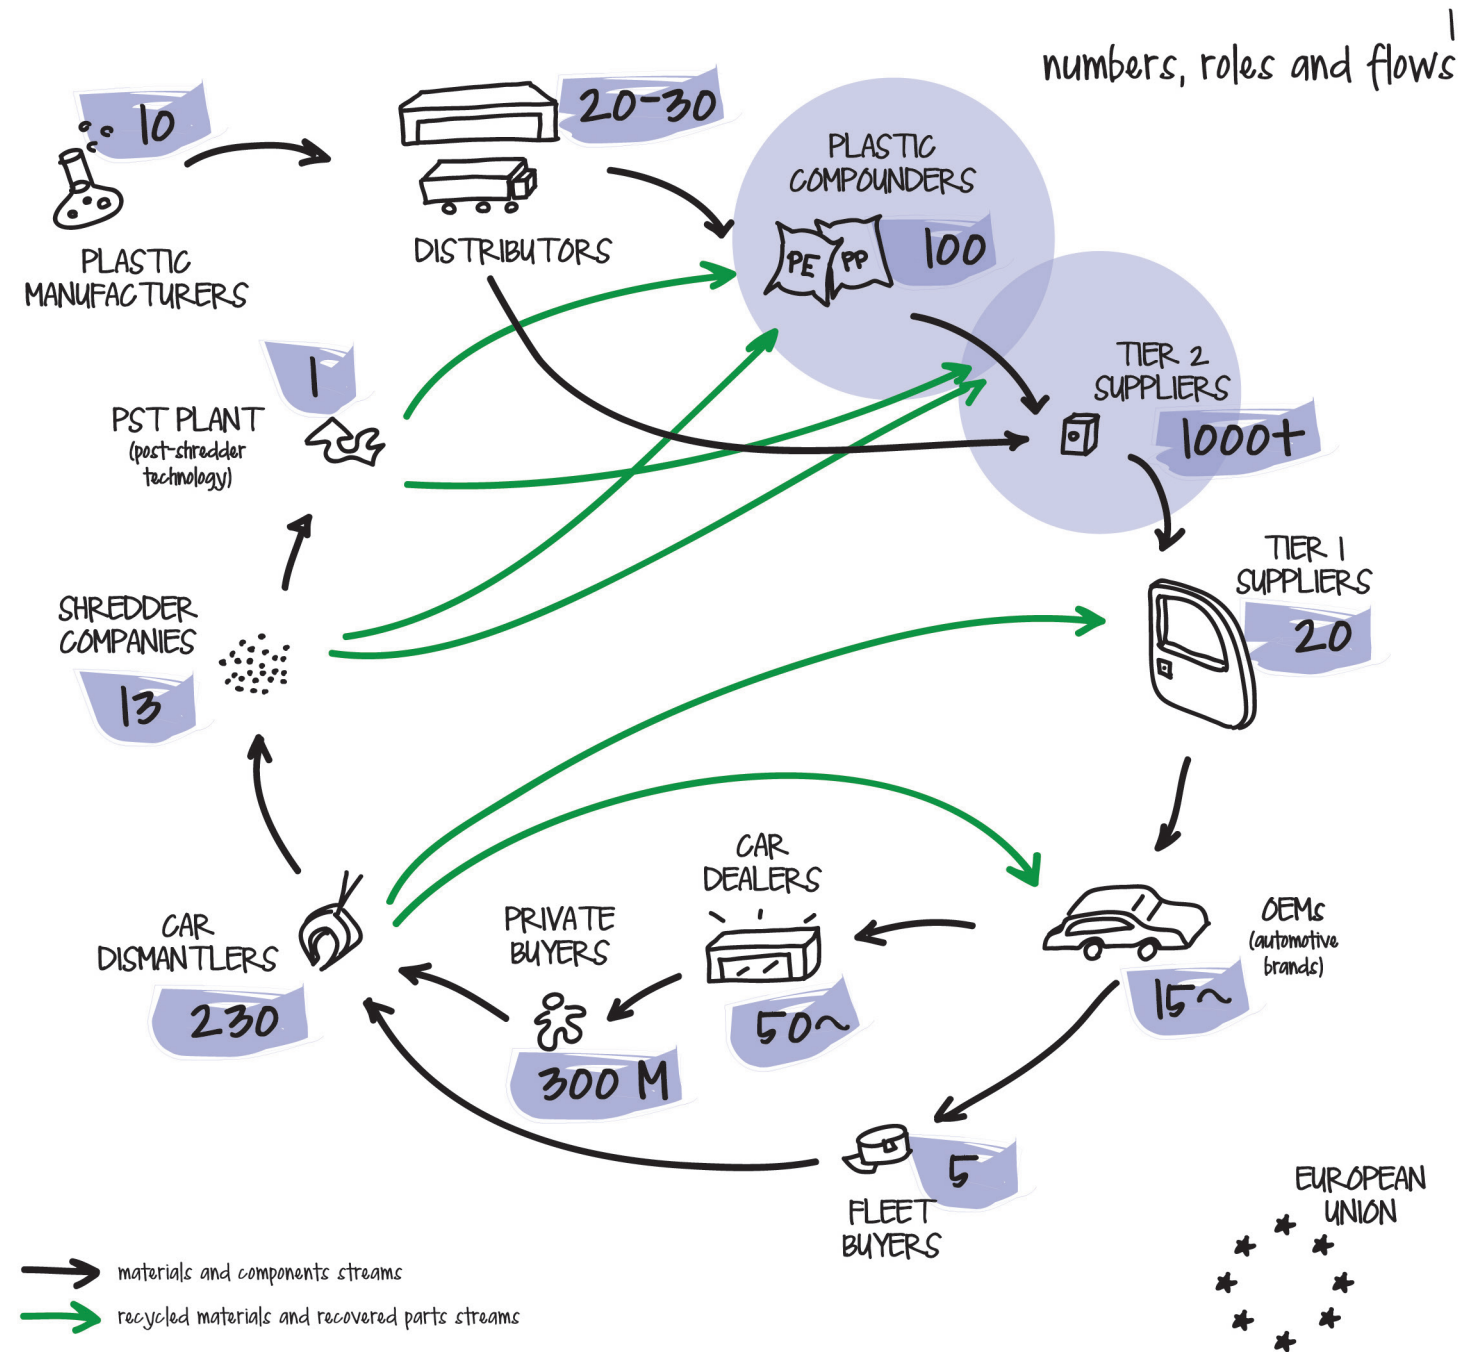 1
numbers, roles and flows
10
PLASTIC
MANUFACTURERS
20-30
DISTRIBUTORS
PLASTIC
COMPOUNDERS
PE
PP
100
TIER 2
SUPPLIERS
1000+
1
PST PLANT
(post-shredder
technology)
TIER 1
SUPPLIERS
20
SHREDDER
COMPANIES
13
CAR
DISMANTLERS
230
PRIVATE
BUYERS
300 M
CAR
DEALERS
50~
OEMs
(automotive
brands)
15~
5
FLEET
BUYERS
EUROPEAN
UNION
materials and components streams
recycled materials and recovered parts streams